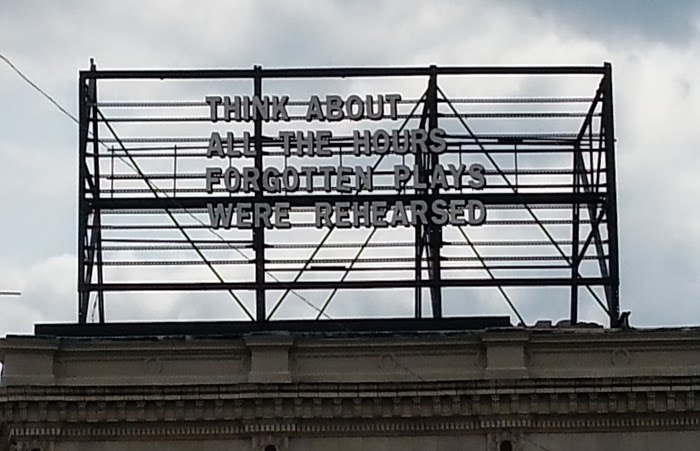 THINK ABOUT
ALL THE HOURS
FORGOTTEN PLAYS
WERE REHEARSED